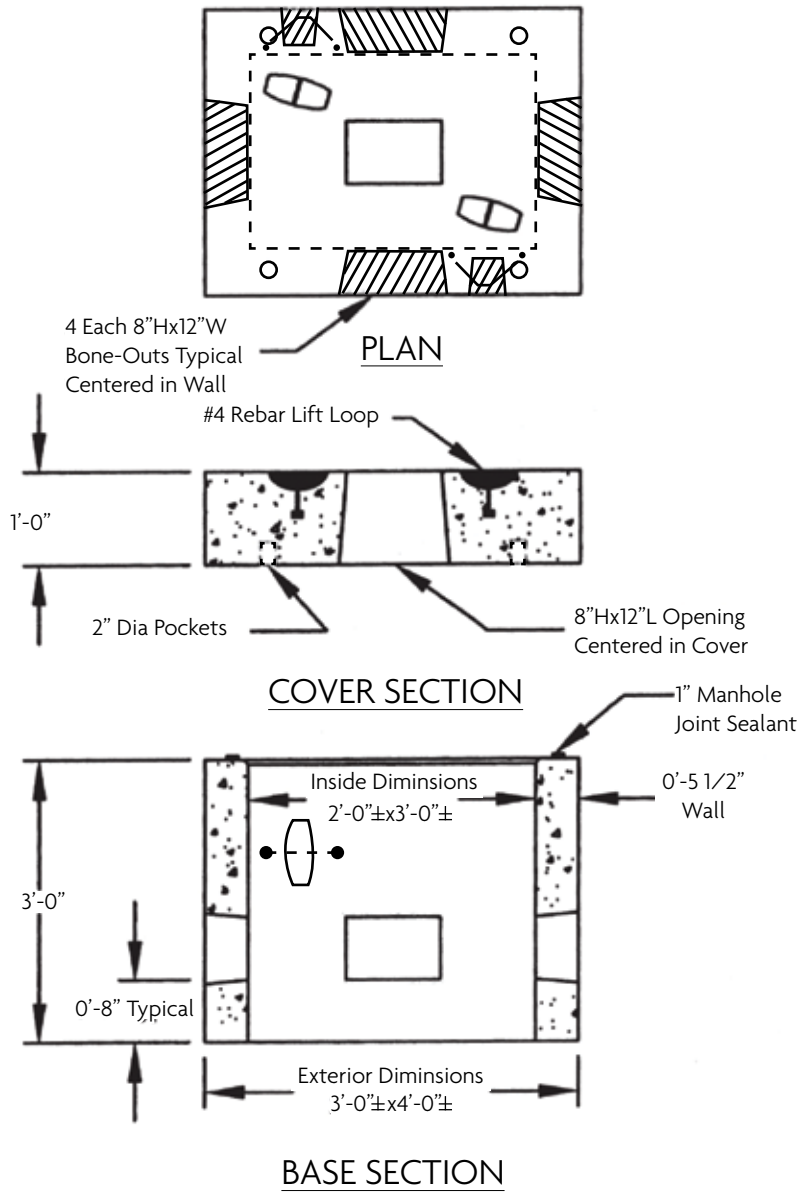 4 Each 8”Hx12”W
Bone-Outs Typical
Centered in Wall
PLAN
#4 Rebar Lift Loop
1’-0”
2” Dia Pockets
8”Hx12”L Opening
Centered in Cover
COVER SECTION
1” Manhole
Joint Sealant
Inside Diminsions
2’-0”±x3’-0”±
0’-5 1/2”
Wall
3’-0”
0’-8” Typical
Exterior Diminsions
3’-0”±x4’-0”±
BASE SECTION